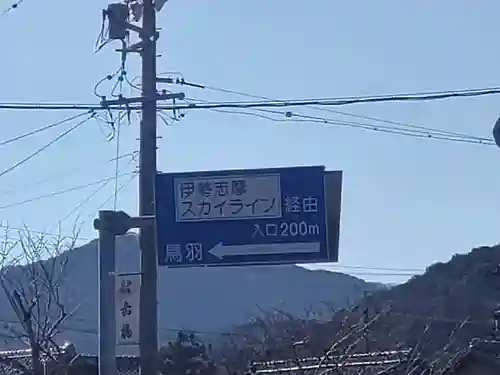 伊勢志摩
スカイライン 経由
入口200m
鳥羽